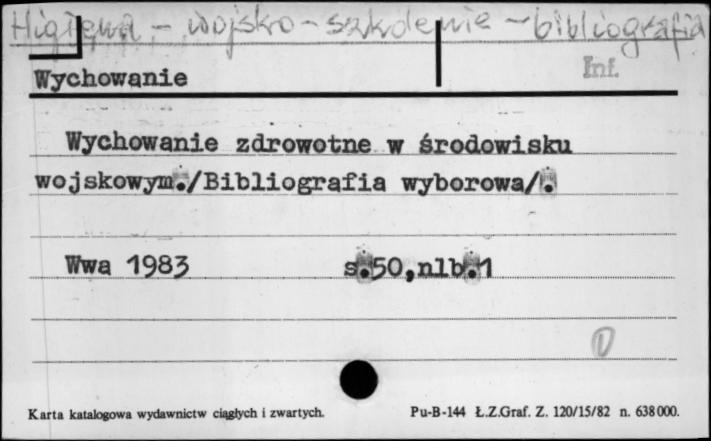 Higiena - wojsko - szkolenie - bibliografia
Wychowanie
Inf.
Wychowanie zdrowotne w środowisku
wojskowym./Bibliografia wyborowa/.
Wwa 1983 s.50,nlb.1
Karta katalogowa wydawnictw ciągłych i zwartych. Pu-B-144 Ł.Z.Graf. Z. 120/15/82 n. 638000.